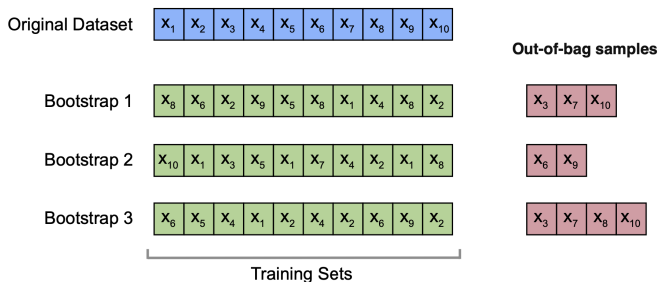 Original Dataset x₁ x₂ x₃ x₄ x₅ x₆ x₇ x₈ x₉ x₁₀
Out-of-bag samples
Bootstrap 1 x₈ x₆ x₂ x₉ x₅ x₈ x₁ x₄ x₈ x₂ x₃ x₇ x₁₀
Bootstrap 2 x₁₀ x₁ x₃ x₅ x₁ x₇ x₄ x₂ x₁ x₈ x₆ x₉
Bootstrap 3 x₆ x₅ x₄ x₁ x₂ x₄ x₂ x₆ x₉ x₂ x₃ x₇ x₈ x₁₀
Training Sets